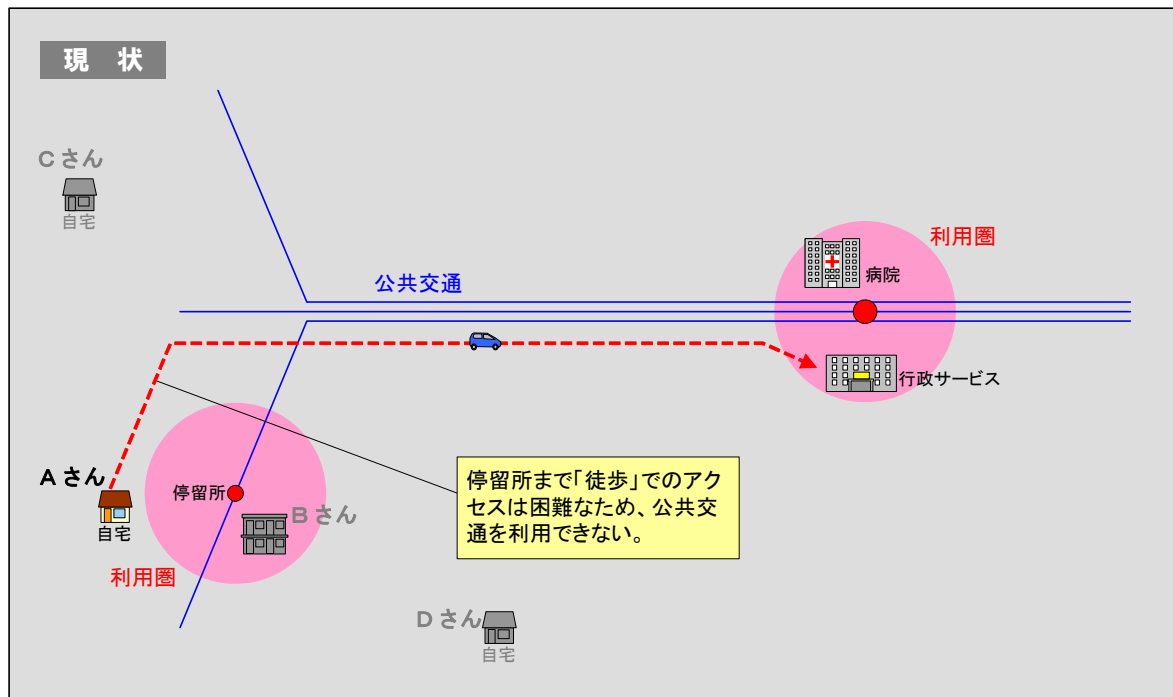 現 状
Cさん
自宅
公共交通
利用圏
病院
行政サービス
Aさん
自宅
停留所
Bさん
利用圏
停留所まで「徒歩」でのアク
セスは困難なため、公共交
通を利用できない。
Dさん
自宅